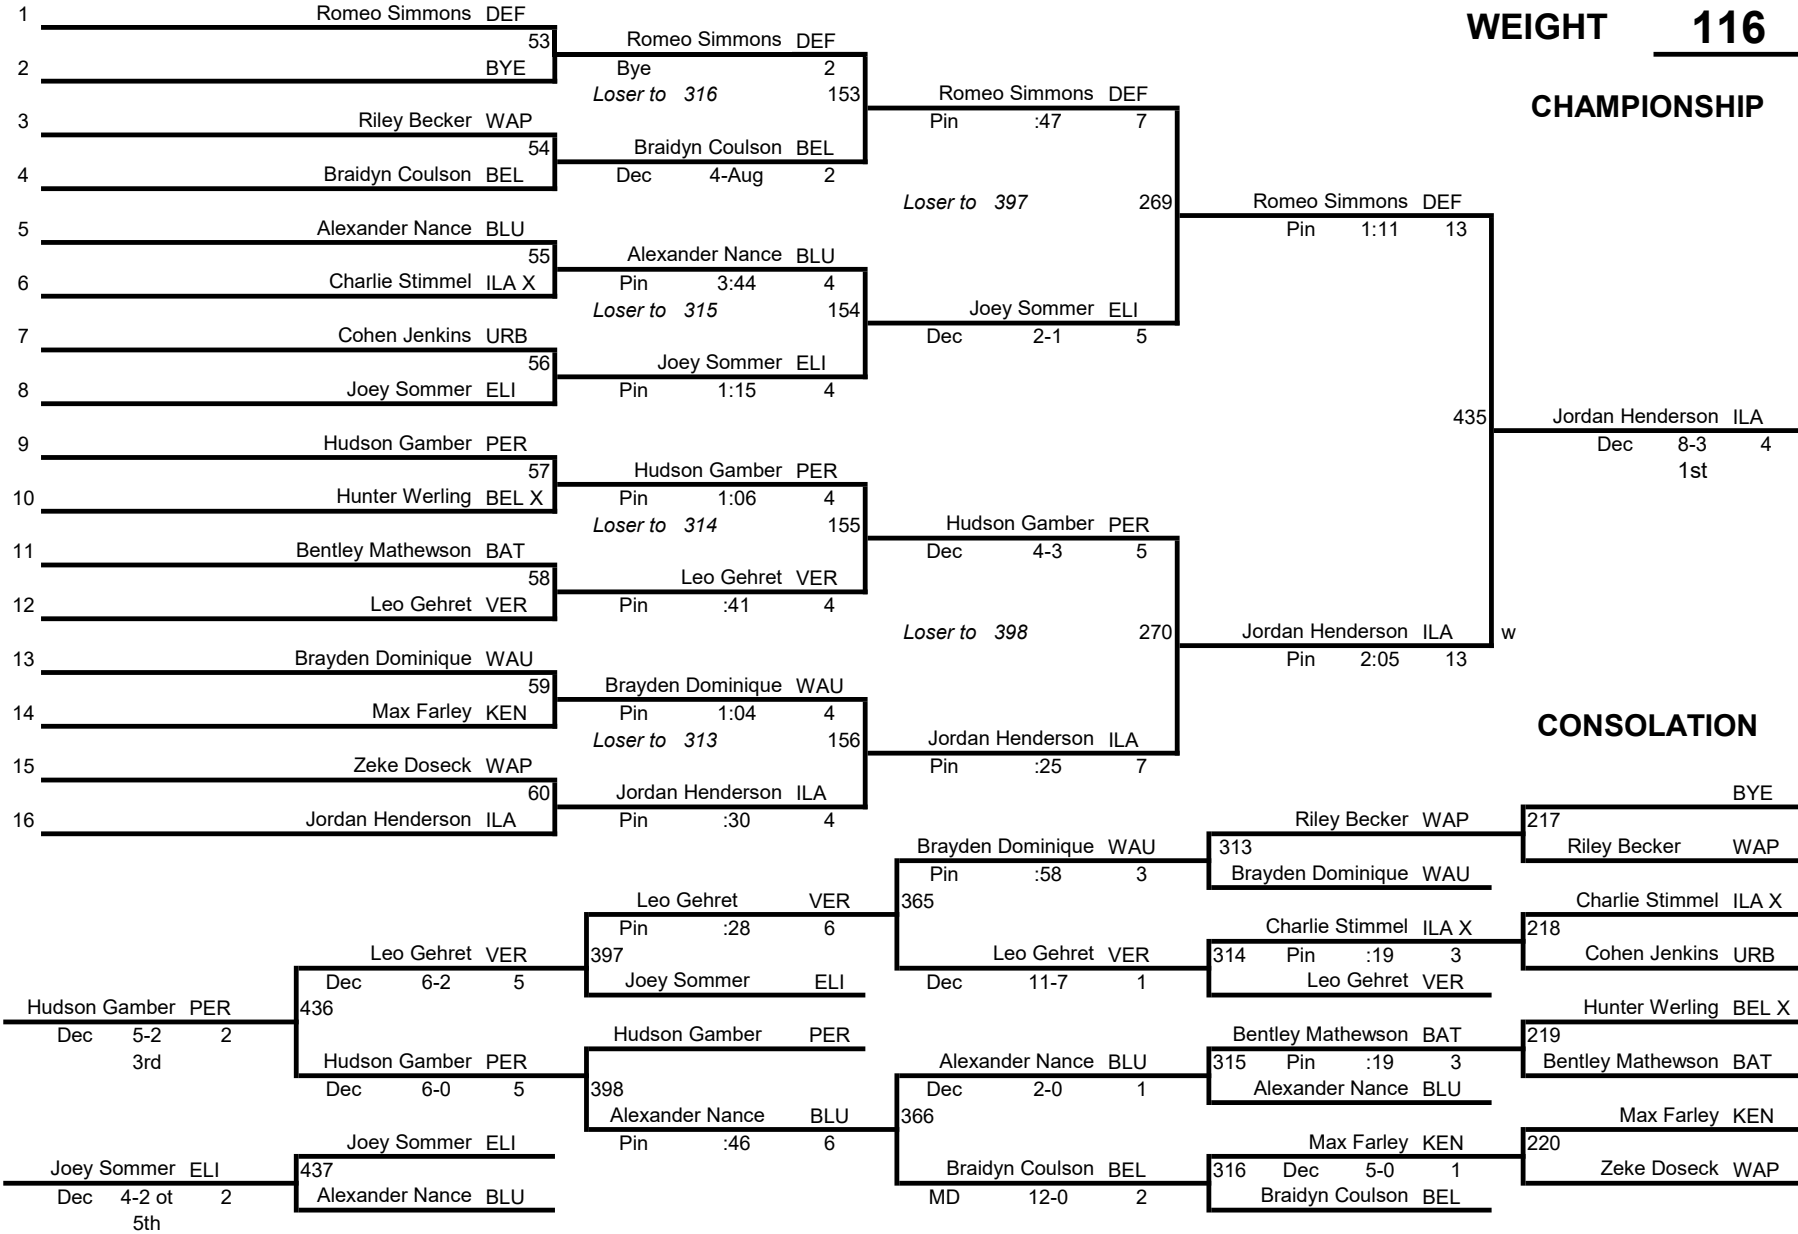 WEIGHT 116
CHAMPIONSHIP
1 Romeo Simmons DEF
53
2 BYE
Romeo Simmons DEF
Bye 2
Loser to 316 153
3 Riley Becker WAP
54
4 Braidyn Coulson BEL
Braidyn Coulson BEL
Dec 4-Aug 2
Romeo Simmons DEF
Pin :47 7
Loser to 397 269
5 Alexander Nance BLU
55
6 Charlie Stimmel ILA X
Alexander Nance BLU
Pin 3:44 4
Loser to 315 154
7 Cohen Jenkins URB
56
8 Joey Sommer ELI
Joey Sommer ELI
Pin 1:15 4
Joey Sommer ELI
Dec 2-1 5
Romeo Simmons DEF
Pin 1:11 13
9 Hudson Gamber PER
57
10 Hunter Werling BEL X
Hudson Gamber PER
Pin 1:06 4
Loser to 314 155
11 Bentley Mathewson BAT
58
12 Leo Gehret VER
Leo Gehret VER
Pin :41 4
Hudson Gamber PER
Dec 4-3 5
Loser to 398 270
13 Brayden Dominique WAU
59
14 Max Farley KEN
Brayden Dominique WAU
Pin 1:04 4
Loser to 313 156
15 Zeke Doseck WAP
60
16 Jordan Henderson ILA
Jordan Henderson ILA
Pin :30 4
Jordan Henderson ILA
Pin :25 7
Jordan Henderson ILA w
Pin 2:05 13
435
Jordan Henderson ILA
Dec 8-3 4
1st
CONSOLATION
BYE
217
Riley Becker WAP
Riley Becker WAP
313
Brayden Dominique WAU
Brayden Dominique WAU
Pin :58 3
365
Charlie Stimmel ILA X
218
Cohen Jenkins URB
Charlie Stimmel ILA X
314 Pin :19 3
Leo Gehret VER
Leo Gehret VER
Dec 11-7 1
Leo Gehret VER
Pin :28 6
397
Joey Sommer ELI
Leo Gehret VER
Dec 6-2 5
436
Hunter Werling BEL X
219
Bentley Mathewson BAT
Bentley Mathewson BAT
315 Pin :19 3
Alexander Nance BLU
Alexander Nance BLU
Dec 2-0 1
366
Max Farley KEN
220
Zeke Doseck WAP
Max Farley KEN
316 Dec 5-0 1
Braidyn Coulson BEL
Braidyn Coulson BEL
MD 12-0 2
Hudson Gamber PER
398
Alexander Nance BLU
Pin :46 6
Hudson Gamber PER
Dec 6-0 5
Hudson Gamber PER
Dec 5-2 2
3rd
Joey Sommer ELI
437
Alexander Nance BLU
Joey Sommer ELI
Dec 4-2 ot 2
5th